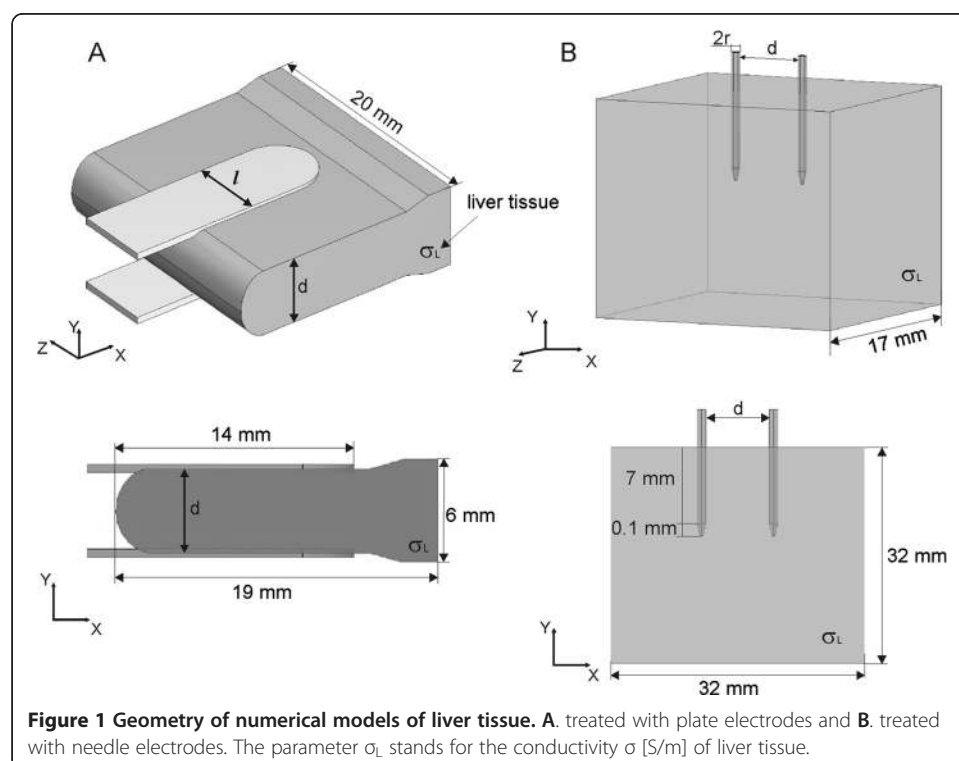 A
20 mm
l
liver tissue
σL
d
Y
Z
X
B
2r
d
σL
17 mm
Y
Z
X
14 mm
d
6 mm
σL
19 mm
Y
X
d
7 mm
0.1 mm
32 mm
σL
Y
X
32 mm
Figure 1 Geometry of numerical models of liver tissue. A. treated with plate electrodes and B. treated
with needle electrodes. The parameter σL stands for the conductivity σ [S/m] of liver tissue.